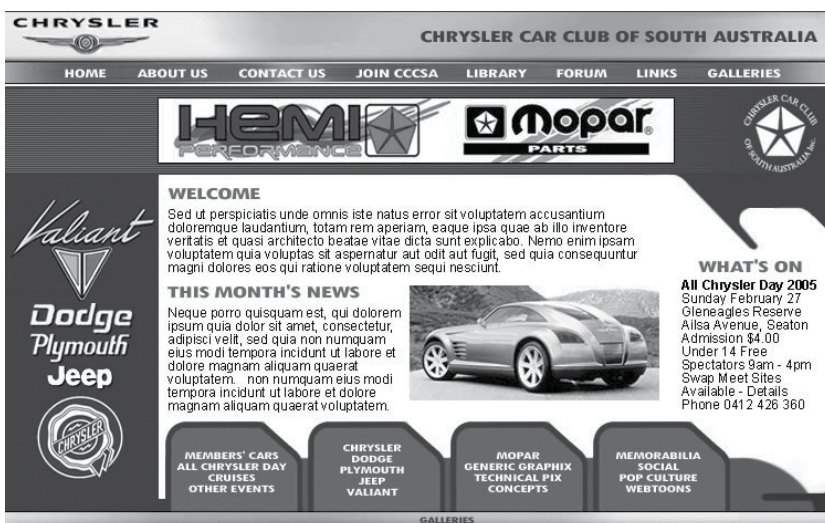 CHRYSLER
CHRYSLER CAR CLUB OF SOUTH AUSTRALIA
HOME ABOUT US CONTACT US JOIN CCCSA LIBRARY FORUM LINKS GALLERIES
HEMI
PERFORMANCE
Mopar®
PARTS
CHRYSLER CAR CLUB
OF SOUTH AUSTRALIA Inc.
Valiant
Dodge
Plymouth
Jeep
CHRYSLER
WELCOME
Sed ut perspiciatis unde omnis iste natus error sit voluptatem accusantium
doloremque laudantium, totam rem aperiam, eaque ipsa quae ab illo inventore
veritatis et quasi architecto beatae vitae dicta sunt explicabo. Nemo enim ipsam
voluptatem quia voluptas sit aspernatur aut odit aut fugit, sed quia consequuntur
magni dolores eos qui ratione voluptatem sequi nesciunt.
THIS MONTH'S NEWS
Neque porro quisquam est, qui dolorem
ipsum quia dolor sit amet, consectetur,
adipisci velit, sed quia non numquam
eius modi tempora incidunt ut labore et
dolore magnam aliquam quaerat
voluptatem. non numquam eius modi
tempora incidunt ut labore et dolore
magnam aliquam quaerat voluptatem.
WHAT'S ON
All Chrysler Day 2005
Sunday February 27
Gleneagles Reserve
Ailsa Avenue, Seaton
Admission $4.00
Under 14 Free
Spectators 9am - 4pm
Swap Meet Sites
Available - Details
Phone 0412 426 360
MEMBERS' CARS
ALL CHRYSLER DAY
CRUISES
OTHER EVENTS
CHRYSLER
DODGE
PLYMOUTH
JEEP
VALIANT
MOPAR
GENERIC GRAPHIX
TECHNICAL PIX
CONCEPTS
MEMORABILIA
SOCIAL
POP CULTURE
WEBTOONS
GALLERIES